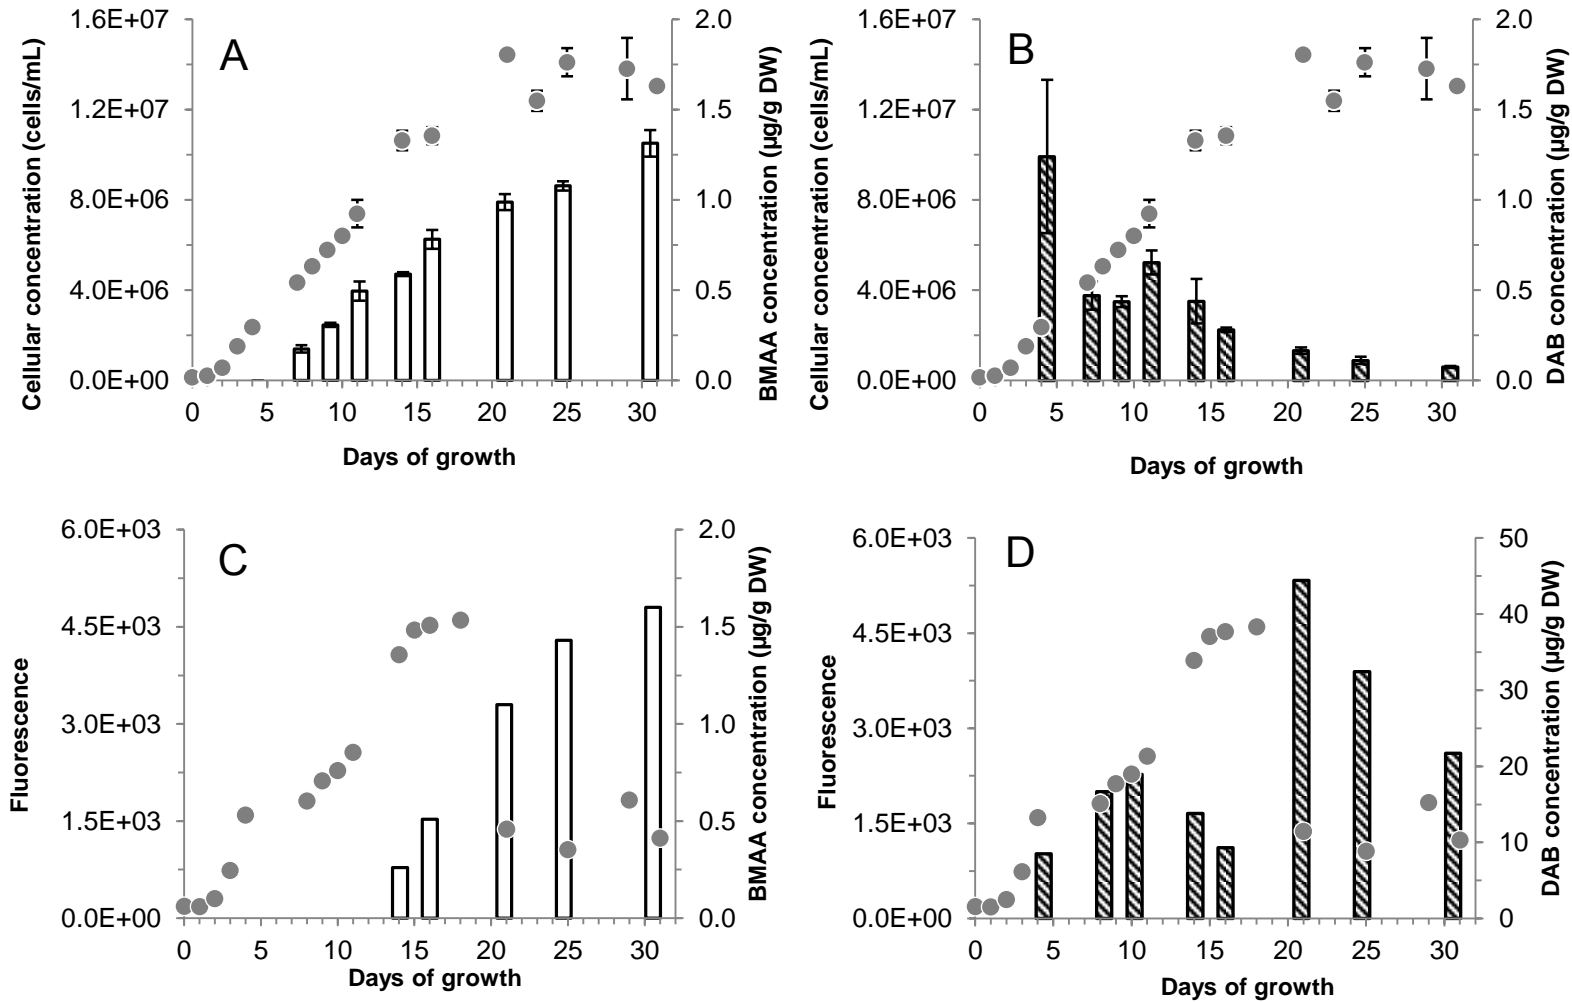 A
Cellular concentration (cells/mL)
1.6E+07
1.2E+07
8.0E+06
4.0E+06
0.0E+00
2.0
1.5
1.0
0.5
0.0
BMAA concentration (µg/g DW)
0 5 10 15 20 25 30
Days of growth
B
Cellular concentration (cells/mL)
1.6E+07
1.2E+07
8.0E+06
4.0E+06
0.0E+00
2.0
1.5
1.0
0.5
0.0
DAB concentration (µg/g DW)
0 5 10 15 20 25 30
Days of growth
C
Fluorescence
6.0E+03
4.5E+03
3.0E+03
1.5E+03
0.0E+00
2.0
1.5
1.0
0.5
0.0
BMAA concentration (µg/g DW)
0 5 10 15 20 25 30
Days of growth
D
Fluorescence
6.0E+03
4.5E+03
3.0E+03
1.5E+03
0.0E+00
50
40
30
20
10
0
DAB concentration (µg/g DW)
0 5 10 15 20 25 30
Days of growth